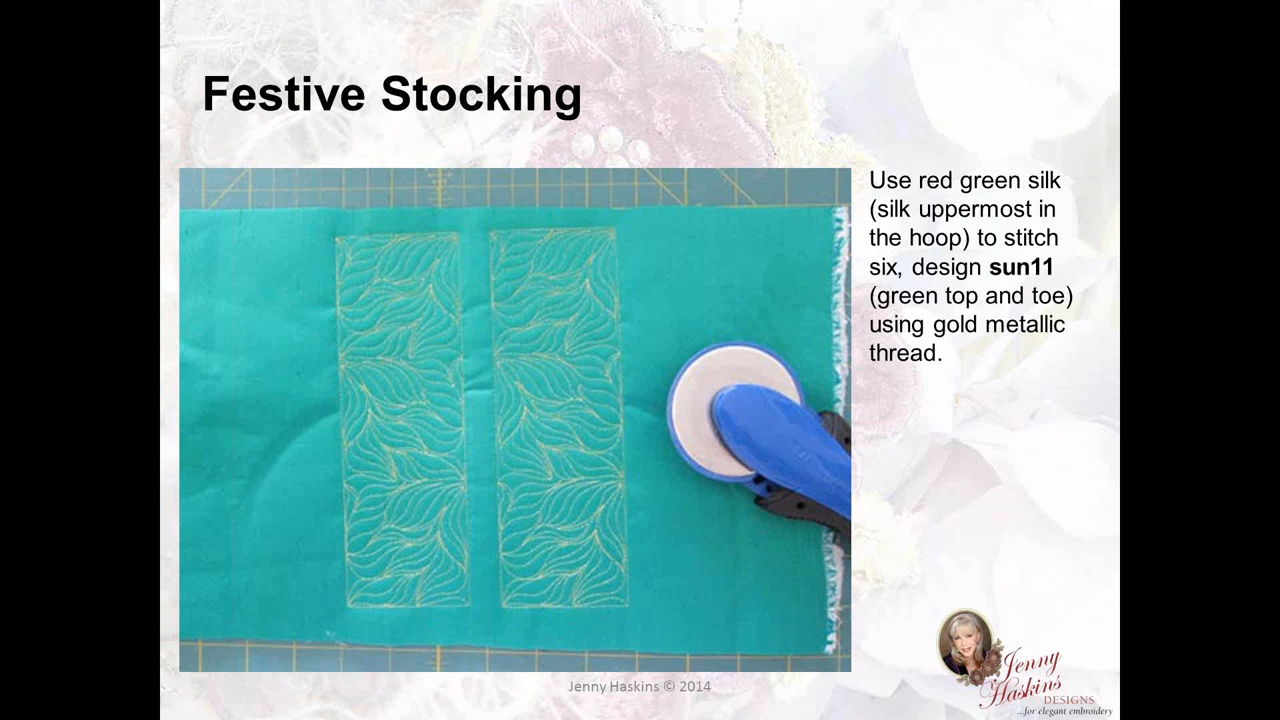 Festive Stocking
Use red green silk
(silk uppermost in
the hoop) to stitch
six, design sun11
(green top and toe)
using gold metallic
thread.
Jenny Haskins © 2014
Jenny
Haskins
DESIGNS
...for elegant embroidery